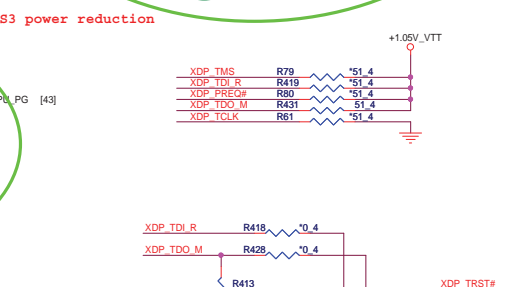 S3 power reduction
+1.05V_VTT
XDP_TMS R79 *51_4
XDP_TDI_R R419 *51_4
XDP_PREQ# R80 *51_4
XDP_TDO_M R431 51_4
XDP_TCLK R61 *51_4
[43]
XDP_TDI_R R418 *0_4
XDP_TDO_M R428 *0_4
R413
XDP_TRST#